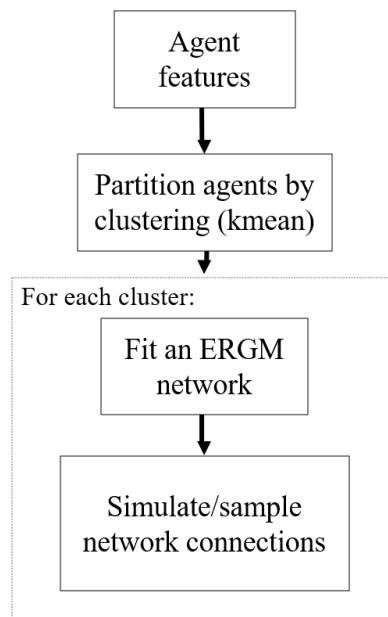 Agent
features
Partition agents by
clustering (kmean)
For each cluster:
Fit an ERGM
network
Simulate/sample
network connections